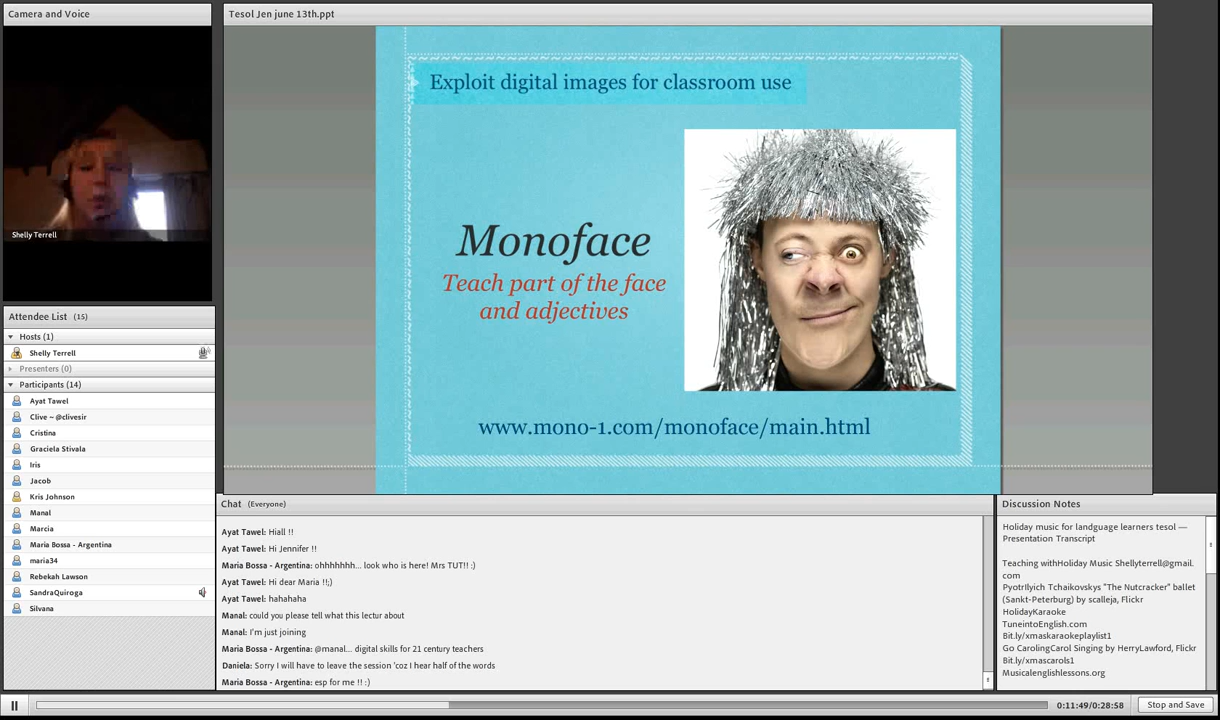 Camera and Voice
Shelly Terrell
Attendee List (15)
Hosts (1)
Shelly Terrell
Presenters (0)
Participants (14)
Ayat Tawel
Clive ~ @clivesir
Cristina
Graciela Stivala
Iris
Jacob
Kris Johnson
Manal
Marcia
Maria Bossa - Argentina
maria34
Rebekah Lawson
SandraQuiroga
Silvana
Tesol Jen june 13th.ppt
Exploit digital images for classroom use
Monoface
Teach part of the face
and adjectives
www.mono-1.com/monoface/main.html
Chat (Everyone)
Ayat Tawel: Hiall !!
Ayat Tawel: Hi Jennifer !!
Maria Bossa - Argentina: ohhhhhhh... look who is here! Mrs TUT!! :)
Ayat Tawel: Hi dear Maria !!;)
Ayat Tawel: hahahaha
Manal: could you please tell what this lectur about
Manal: I'm just joining
Maria Bossa - Argentina: @manal... digital skills for 21 century teachers
Daniela: Sorry I will have to leave the session 'coz I hear half of the words
Maria Bossa - Argentina: esp for me !! :)
Discussion Notes
Holiday music for landguage learners tesol —
Presentation Transcript
Teaching withHoliday Music Shellyterrell@gmail.
com
PyotrIlyich Tchaikovskys "The Nutcracker" ballet
(Sankt-Peterburg) by scalleja, Flickr
HolidayKaraoke
TuneintoEnglish.com
Bit.ly/xmaskaraokeplaylist1
Go CarolingCarol Singing by HerryLawford, Flickr
Bit.ly/xmascarols1
Musicalenglishlessons.org
0:11:49/0:28:58
Stop and Save